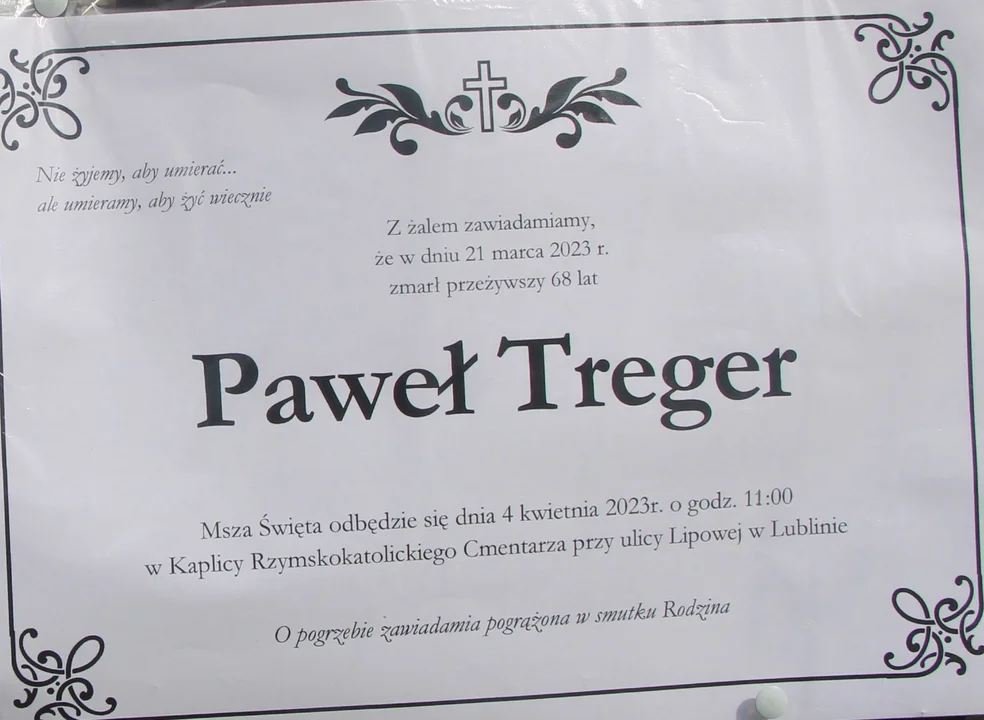 Nie żyjemy, aby umierać...
ale umieramy, aby żyć wiecznie
Z żalem zawiadamiamy,
że w dniu 21 marca 2023 r.
zmarł przeżywszy 68 lat
Paweł Treger
Msza Święta odbędzie się dnia 4 kwietnia 2023r. o godz. 11:00
w Kaplicy Rzymskokatolickiego Cmentarza przy ulicy Lipowej w Lublinie
O pogrzebie zawiadamia pogrążona w smutku Rodzina